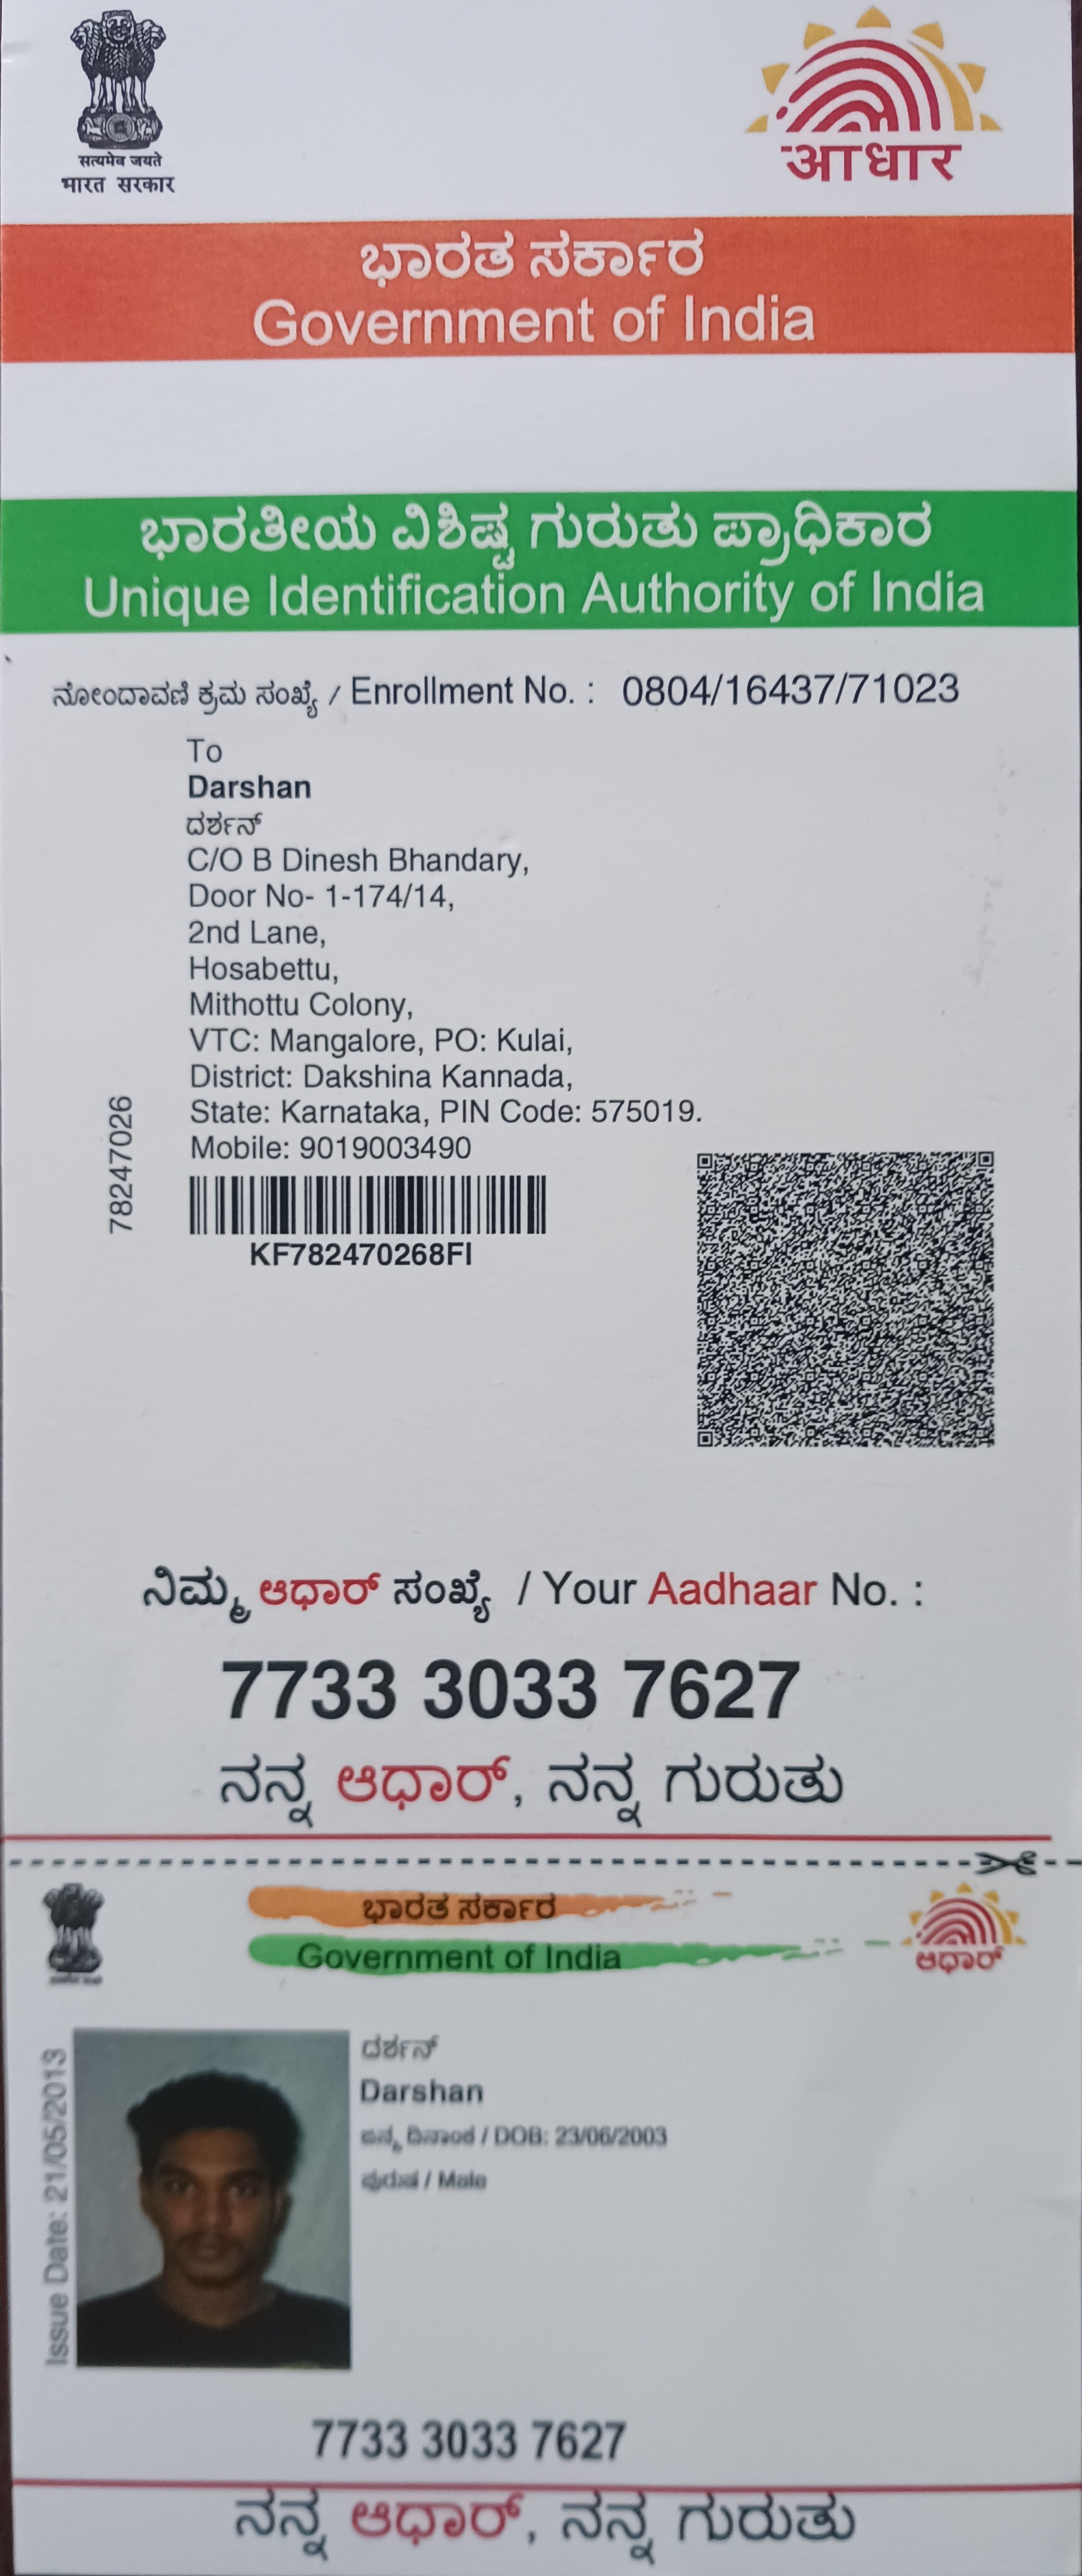 सत्यमेव जयते
भारत सरकार
आधार
ಭಾರತ ಸರ್ಕಾರ
Government of India
ಭಾರತೀಯ ವಿಶಿಷ್ಟ ಗುರುತು ಪ್ರಾಧಿಕಾರ
Unique Identification Authority of India
ನೋಂದಾವಣಿ ಕ್ರಮ ಸಂಖ್ಯೆ / Enrollment No. : 0804/16437/71023
To
Darshan
ದರ್ಶನ್
C/O B Dinesh Bhandary,
Door No- 1-174/14,
2nd Lane,
Hosabettu,
Mithottu Colony,
VTC: Mangalore, PO: Kulai,
District: Dakshina Kannada,
State: Karnataka, PIN Code: 575019.
Mobile: 9019003490
78247026
KF782470268FI
ನಿಮ್ಮ ಆಧಾರ್ ಸಂಖ್ಯೆ / Your Aadhaar No. :
7733 3033 7627
ನನ್ನ ಆಧಾರ್, ನನ್ನ ಗುರುತು
ಭಾರತ ಸರ್ಕಾರ
Government of India
ಆಧಾರ್
Issue Date: 21/05/2013
ದರ್ಶನ್
Darshan
ಜನ್ಮ ದಿನಾಂಕ / DOB: 23/06/2003
ಪುರುಷ / Male
7733 3033 7627
ನನ್ನ ಆಧಾರ್, ನನ್ನ ಗುರುತು